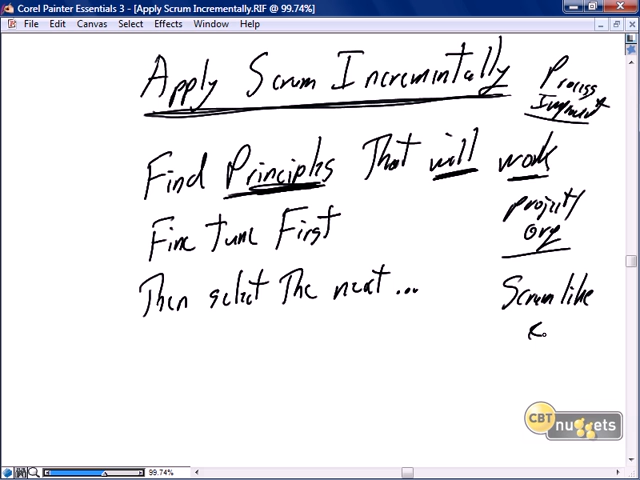 Corel Painter Essentials 3 - [Apply Scrum Incrementally.RIF @ 99.74%]
File Edit Canvas Select Effects Window Help
Apply Scrum Incrementally
Process
Find Principles That will work
project/
org
Fine tune First
Then select The next ...
Scrum like
CBT
nuggets
99.74%